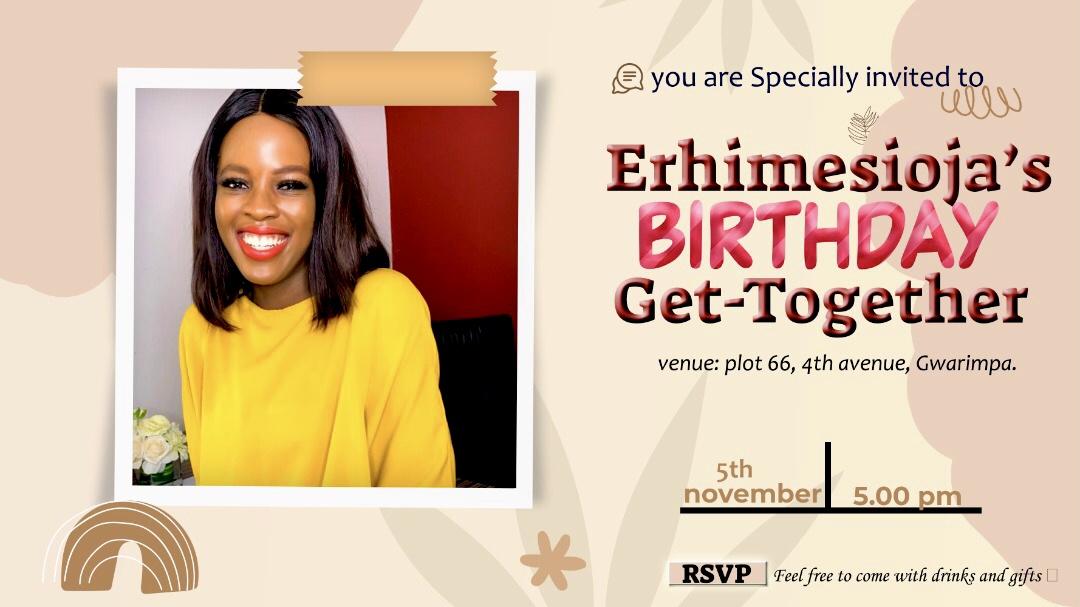 you are Specially invited to
Erhimesioja's
BIRTHDAY
Get-Together
venue: plot 66, 4th avenue, Gwarimpa.
5th
november
5.00 pm
RSVP Feel free to come with drinks and gifts □